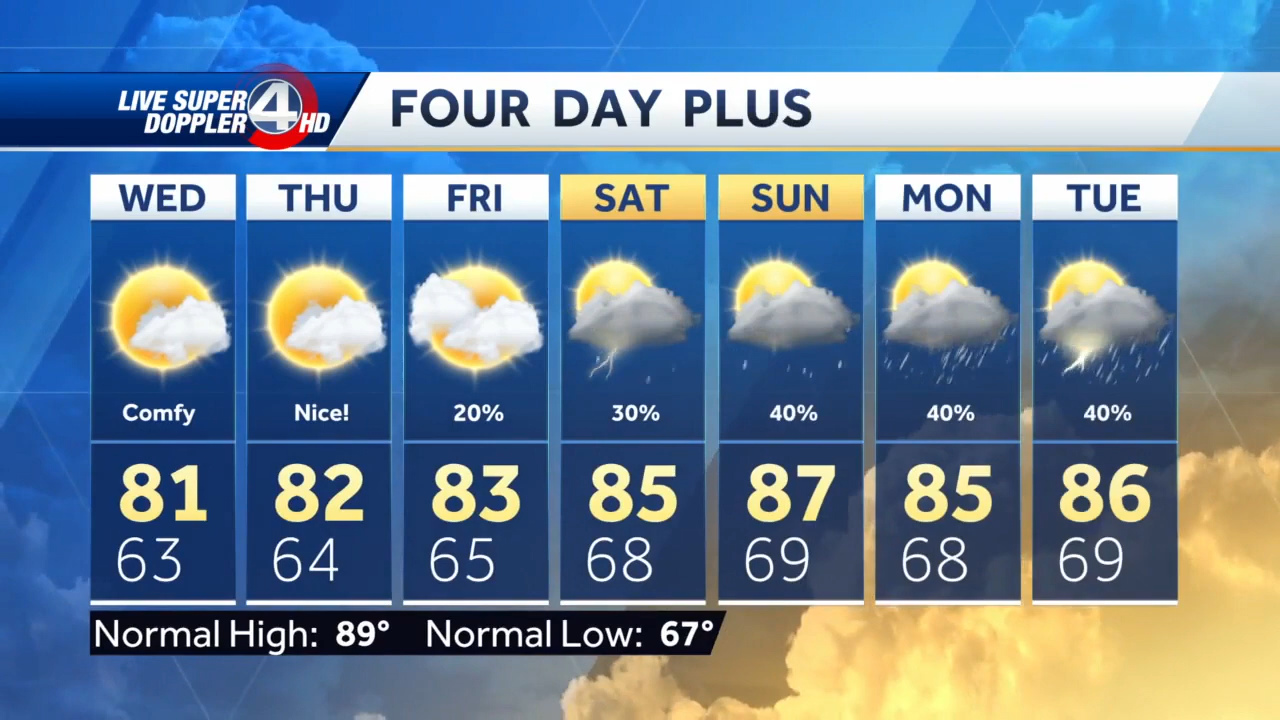 LIVE SUPER
DOPPLER 4 HD
FOUR DAY PLUS
WED THU FRI SAT SUN MON TUE
Comfy Nice! 20% 30% 40% 40% 40%
81 82 83 85 87 85 86
63 64 65 68 69 68 69
Normal High: 89° Normal Low: 67°